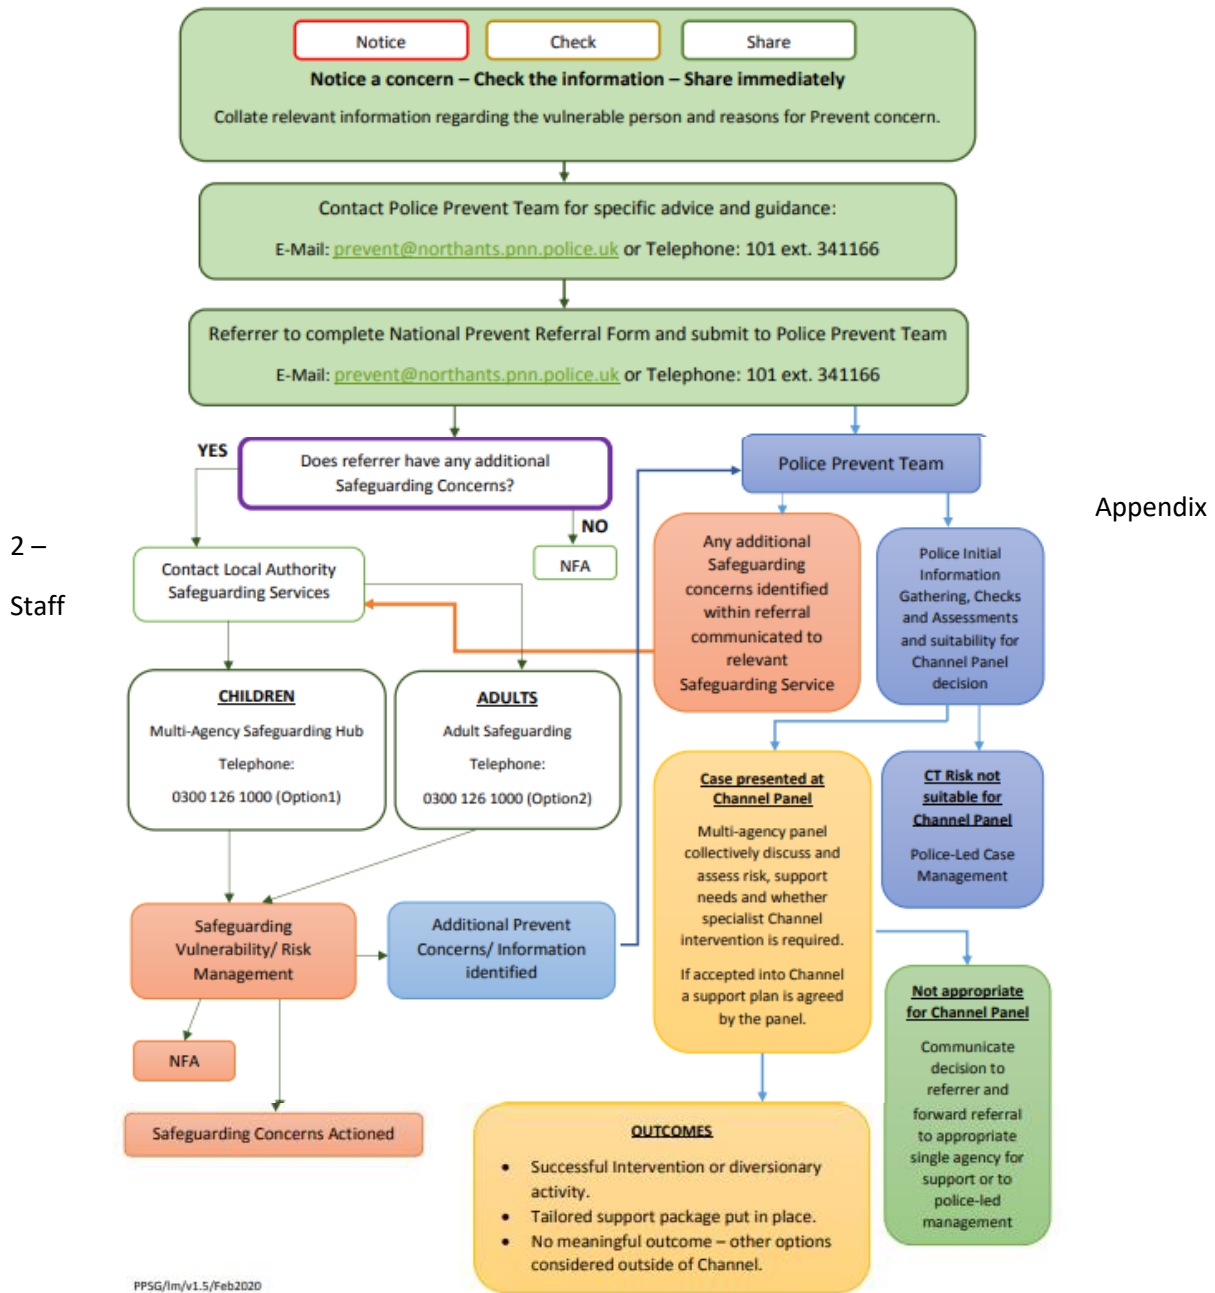 Notice
Check
Share
Notice a concern – Check the information – Share immediately
Collate relevant information regarding the vulnerable person and reasons for Prevent concern.
Contact Police Prevent Team for specific advice and guidance:
E-Mail: prevent@northants.pnn.police.uk or Telephone: 101 ext. 341166
Referrer to complete National Prevent Referral Form and submit to Police Prevent Team
E-Mail: prevent@northants.pnn.police.uk or Telephone: 101 ext. 341166
YES
Does referrer have any additional
Safeguarding Concerns?
NO
NFA
Police Prevent Team
Appendix
2 –
Staff
Contact Local Authority
Safeguarding Services
Any additional
Safeguarding
concerns identified
within referral
communicated to
relevant
Safeguarding Service
Police Initial
Information
Gathering, Checks
and Assessments
and suitability for
Channel Panel
decision
CHILDREN
Multi-Agency Safeguarding Hub
Telephone:
0300 126 1000 (Option1)
ADULTS
Adult Safeguarding
Telephone:
0300 126 1000 (Option2)
Case presented at
Channel Panel
Multi-agency panel
collectively discuss and
assess risk, support
needs and whether
specialist Channel
intervention is required.
If accepted into Channel
a support plan is agreed
by the panel.
CT Risk not
suitable for
Channel Panel
Police-Led Case
Management
Safeguarding
Vulnerability/ Risk
Management
Additional Prevent
Concerns/ Information
identified
NFA
Safeguarding Concerns Actioned
Not appropriate
for Channel Panel
Communicate
decision to
referrer and
forward referral
to appropriate
single agency for
support or to
police-led
management
OUTCOMES
• Successful Intervention or diversionary
activity.
• Tailored support package put in place.
• No meaningful outcome – other options
considered outside of Channel.
PPSG/lm/v1.5/Feb2020